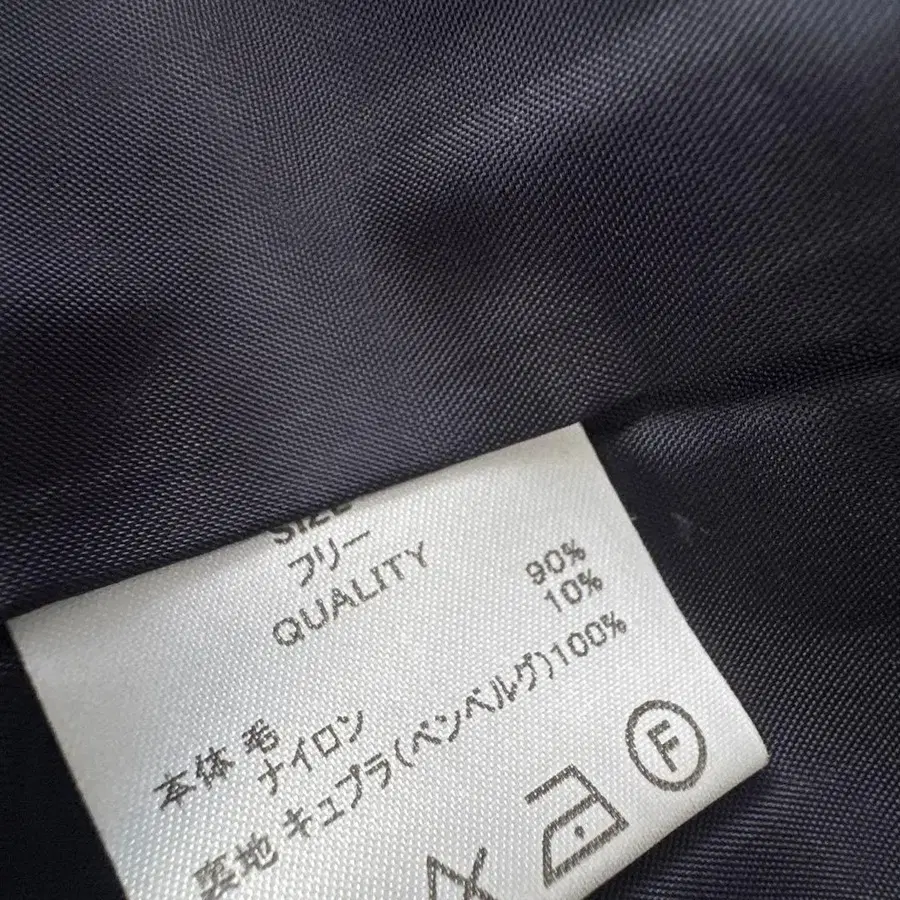 SIZE
フリー
QUALITY
本体 毛 90%
ナイロン 10%
裏地 キュプラ(ベンベルグ)100%
F